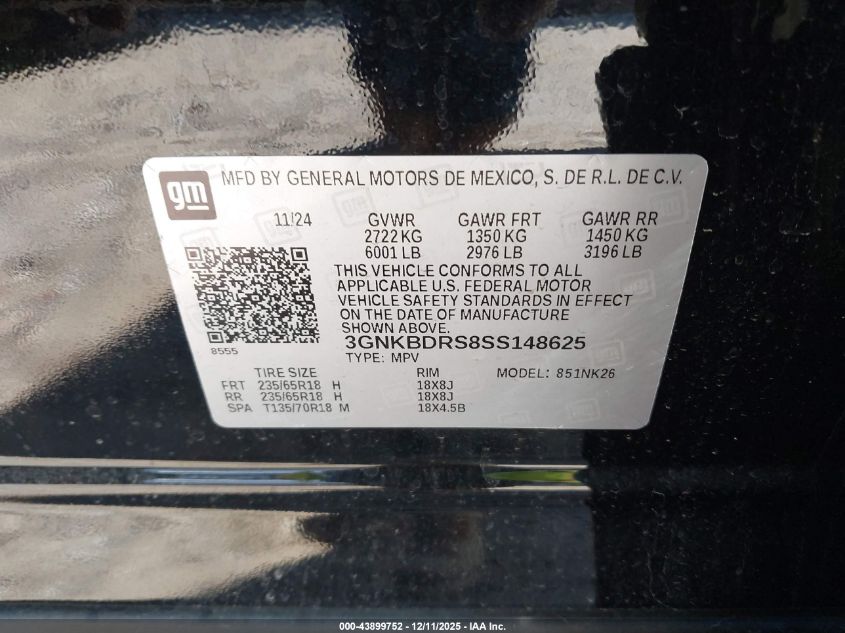 gm MFD BY GENERAL MOTORS DE MEXICO, S. DE R.L. DE C.V.
11/24 GVWR GAWR FRT GAWR RR
2722 KG 1350 KG 1450 KG
6001 LB 2976 LB 3196 LB
THIS VEHICLE CONFORMS TO ALL
APPLICABLE U.S. FEDERAL MOTOR
VEHICLE SAFETY STANDARDS IN EFFECT
ON THE DATE OF MANUFACTURE
SHOWN ABOVE.
8555
3GNKBDRS8SS148625
TYPE: MPV
TIRE SIZE RIM MODEL: 851NK26
FRT 235/65R18 H 18X8J
RR 235/65R18 H 18X8J
SPA T135/70R18 M 18X4.5B
000-43899752 - 12/11/2025 - IAA Inc.